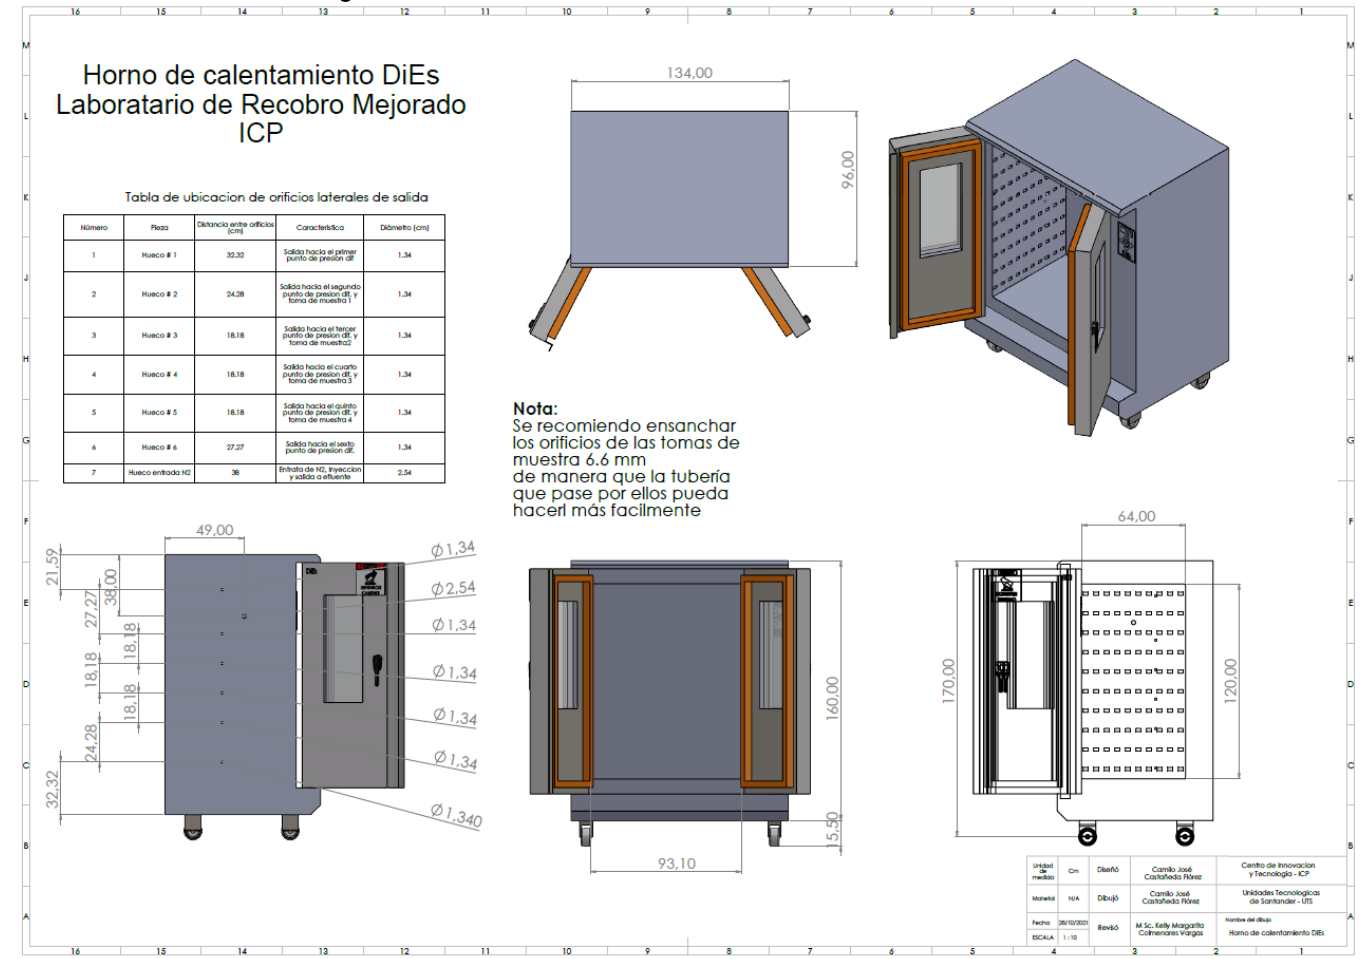 Horno de calentamiento DiEs
Laboratario de Recobro Mejorado
ICP
Tabla de ubicacion de orificios laterales de salida
Número Pieza Distancia entre orificios (cm) Característica Diámetro (cm)
1 Hueco # 1 32.32 Salida hacia el primer punto de presion dif 1.34
2 Hueco # 2 24.28 Salida hacia el segundo punto de presion dif. y toma de muestra 1 1.34
3 Hueco # 3 18.18 Salida hacia el tercer punto de presion dif. y toma de muestra2 1.34
4 Hueco # 4 18.18 Salida hacia el cuarto punto de presion dif. y toma de muestra 3 1.34
5 Hueco # 5 18.18 Salida hacia el quinto punto de presion dif. y toma de muestra 4 1.34
6 Hueco # 6 27.27 Salida hacia el sexto punto de presion dif. 1.34
7 Hueco entrada N2 38 Entrata de N2, Inyeccion y salida a efluente 2.54
134,00
96,00
Nota:
Se recomiendo ensanchar
los orificios de las tomas de
muestra 6.6 mm
de manera que la tubería
que pase por ellos pueda
hacerl más facilmente
49,00
21,59
38,00
27,27
18,18
18,18
18,18
24,28
32,32
DiEs
Ø1,34
Ø2,54
Ø1,34
Ø1,34
Ø1,34
Ø1,34
Ø1,340
160,00
15,50
93,10
64,00
170,00
120,00
Unidad de medida Cm Diseñó Camilo José Castañeda Flórez Centro de Innovacion y Tecnología - ICP
Material N/A Dibujó Camilo José Castañeda Flórez Unidades Tecnologicas de Santander - UTS
Fecha 28/10/2021 Revisó M Sc. Kelly Margarita Colmenares Vargas Nombre del dibujo
ESCALA 1 : 10 Horno de calentamiento DiEs
16 15 14 13 12 11 10 9 8 7 6 5 4 3 2 1
M L K J I H G F E D C B A